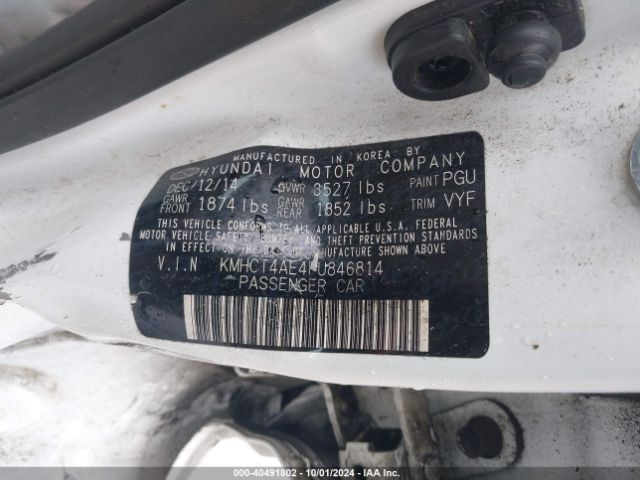 MANUFACTURED IN KOREA BY
HYUNDAI MOTOR COMPANY
DEC/12/14 GVWR 3527 lbs PAINT PGU
GAWR FRONT 1874 lbs GAWR REAR 1852 lbs TRIM VYF
THIS VEHICLE CONFORMS TO ALL APPLICABLE U.S.A. FEDERAL
MOTOR VEHICLE SAFETY, BUMPER, AND THEFT PREVENTION STANDARDS
IN EFFECT ON THE DATE OF MANUFACTURE SHOWN ABOVE.
V.I.N
PASSENGER CAR
000-40491802 - 10/01/2024 - IAA Inc.